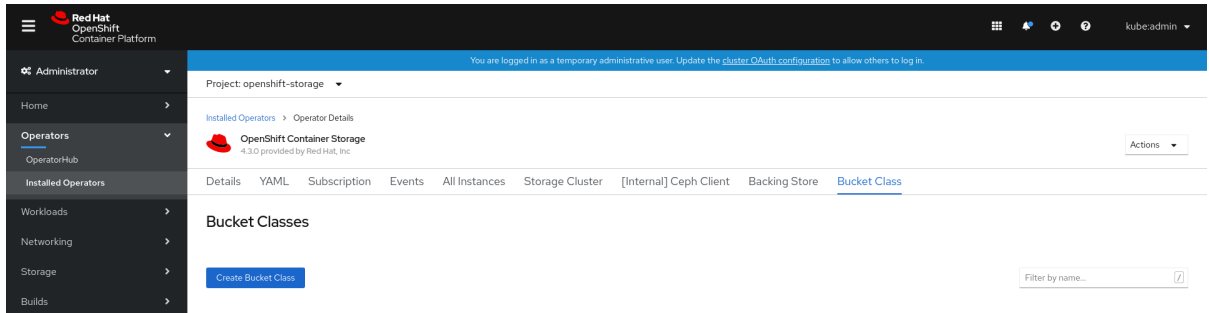 Red Hat
OpenShift
Container Platform
kube:admin
You are logged in as a temporary administrative user. Update the cluster OAuth configuration to allow others to log in.
Administrator
Project: openshift-storage
Home
Installed Operators > Operator Details
Operators
OpenShift Container Storage
4.3.0 provided by Red Hat, Inc
Actions
OperatorHub
Installed Operators
Details YAML Subscription Events All Instances Storage Cluster [Internal] Ceph Client Backing Store Bucket Class
Workloads
Bucket Classes
Networking
Storage
Create Bucket Class
Filter by name...
/
Builds